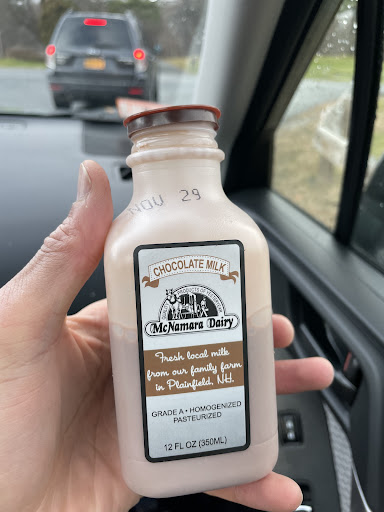 NOV 29
CHOCOLATE MILK
McNamara Dairy
Fresh local milk
from our family farm
in Plainfield, N.H.
GRADE A • HOMOGENIZED
PASTEURIZED
12 FL OZ (350ML)